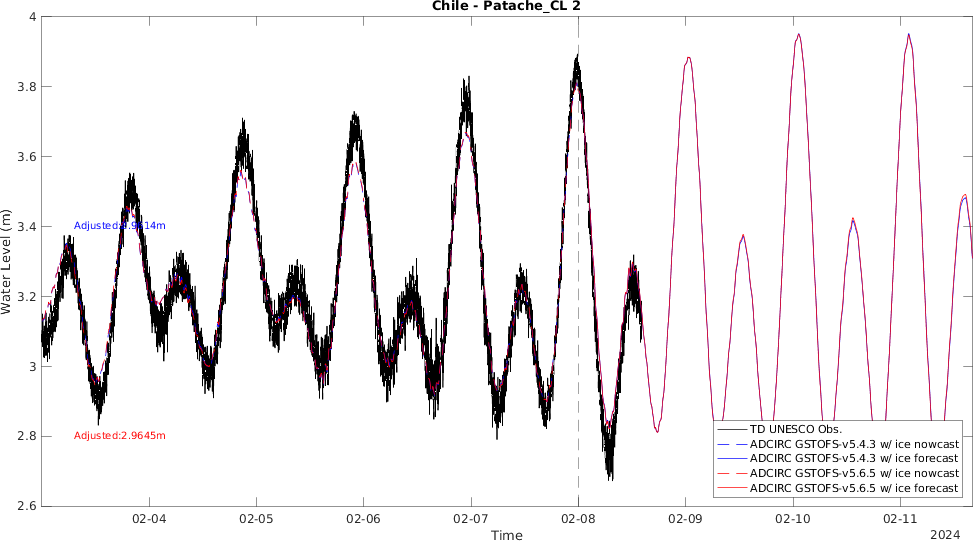 Chile - Patache_CL 2
Water Level (m)
4
3.8
3.6
3.4
3.2
3
2.8
2.6
Adjusted:2.9645m
TD UNESCO Obs.
ADCIRC GSTOFS-v5.4.3 w/ ice nowcast
ADCIRC GSTOFS-v5.4.3 w/ ice forecast
ADCIRC GSTOFS-v5.6.5 w/ ice nowcast
ADCIRC GSTOFS-v5.6.5 w/ ice forecast
02-04 02-05 02-06 02-07 02-08 02-09 02-10 02-11
Time
2024